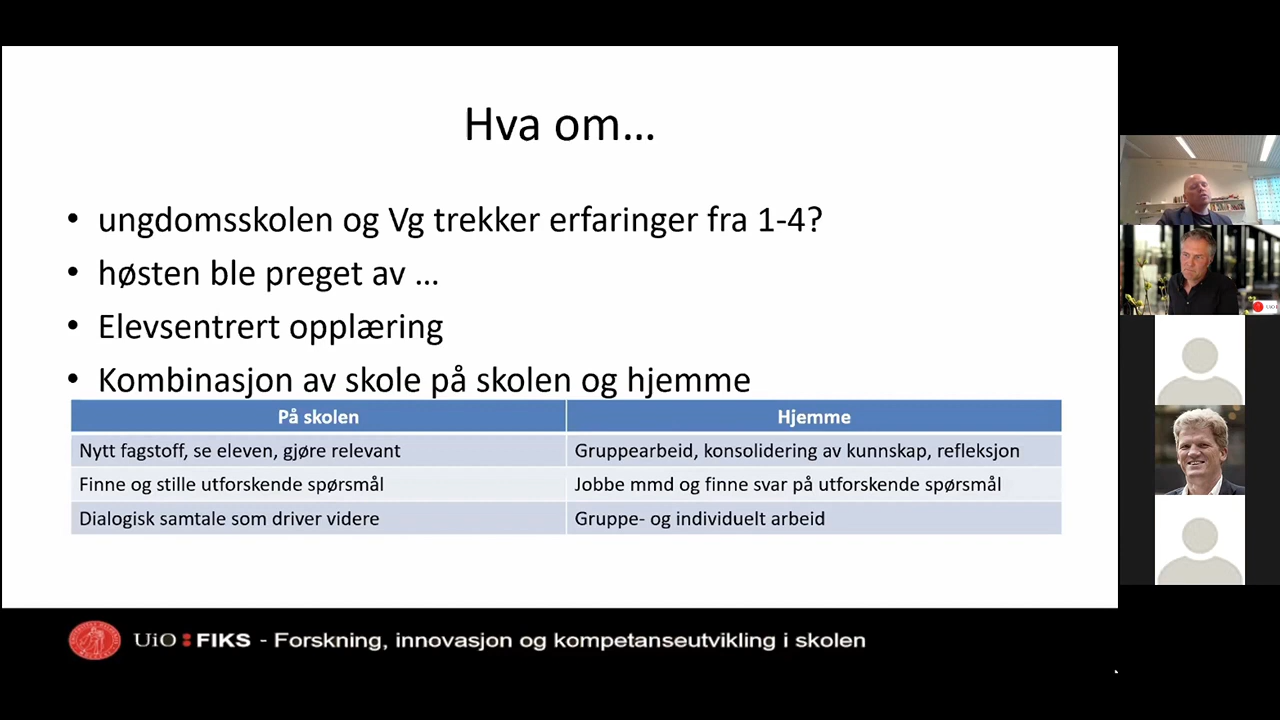 Hva om…
• ungdomsskolen og Vg trekker erfaringer fra 1-4?
• høsten ble preget av …
• Elevsentrert opplæring
• Kombinasjon av skole på skolen og hjemme
På skolen Hjemme
Nytt fagstoff, se eleven, gjøre relevant Gruppearbeid, konsolidering av kunnskap, refleksjon
Finne og stille utforskende spørsmål Jobbe mmd og finne svar på utforskende spørsmål
Dialogisk samtale som driver videre Gruppe- og individuelt arbeid
UiO : FIKS - Forskning, innovasjon og kompetanseutvikling i skolen